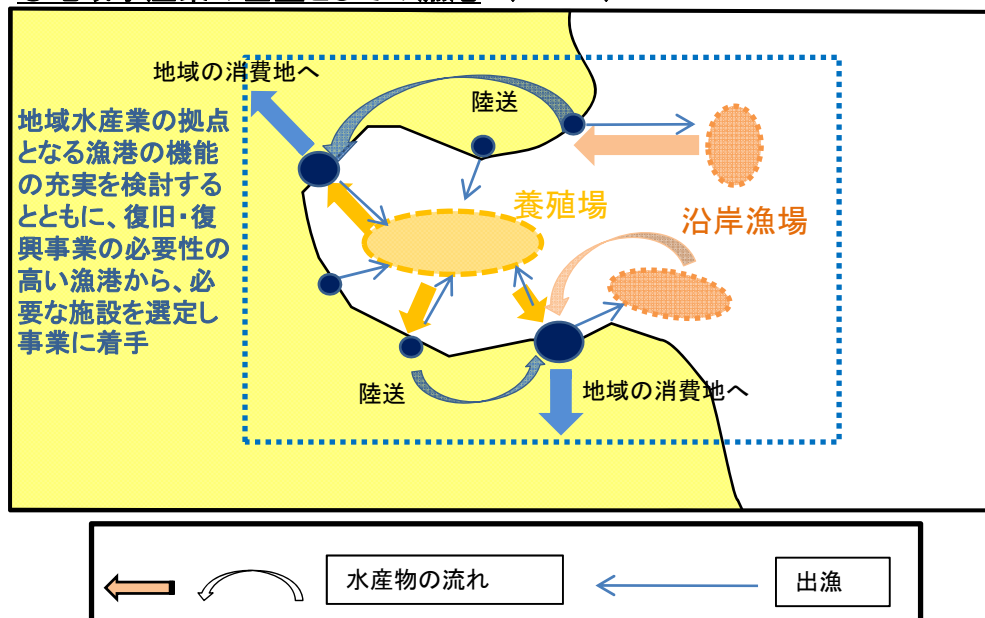 地域の消費地へ
陸送
地域水産業の拠点
となる漁港の機能
の充実を検討する
とともに、復旧・復
興事業の必要性の
高い漁港から、必
要な施設を選定し
事業に着手
養殖場
沿岸漁場
陸送
地域の消費地へ
水産物の流れ
出漁